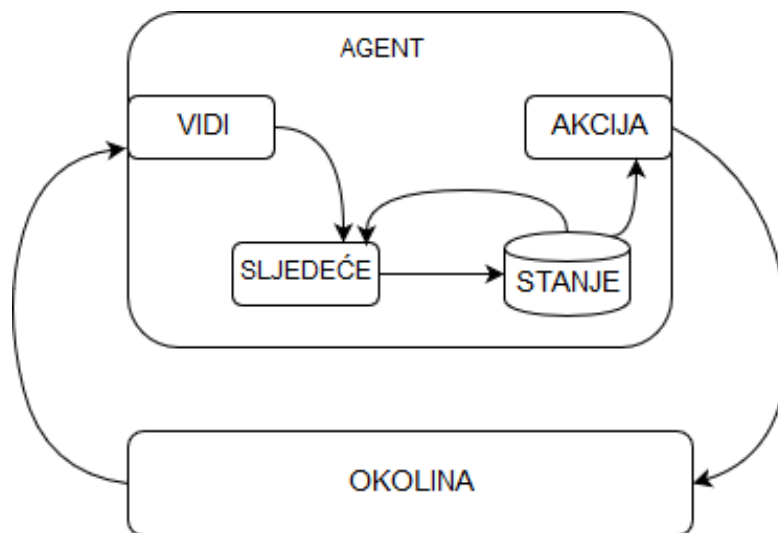 AGENT
VIDI
AKCIJA
SLJEDEĆE
STANJE
OKOLINA